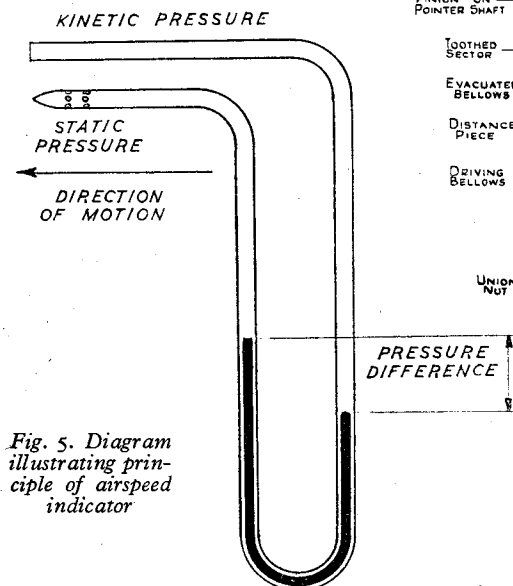 KINETIC PRESSURE
STATIC
PRESSURE
DIRECTION
OF MOTION
PRESSURE
DIFFERENCE
Fig. 5. Diagram
illustrating prin-
ciple of airspeed
indicator
POINTER SHAFT
TOOTHED
SECTOR
EVACUATED
BELLOWS
DISTANCE
PIECE
DRIVING
BELLOWS
UNION
NUT